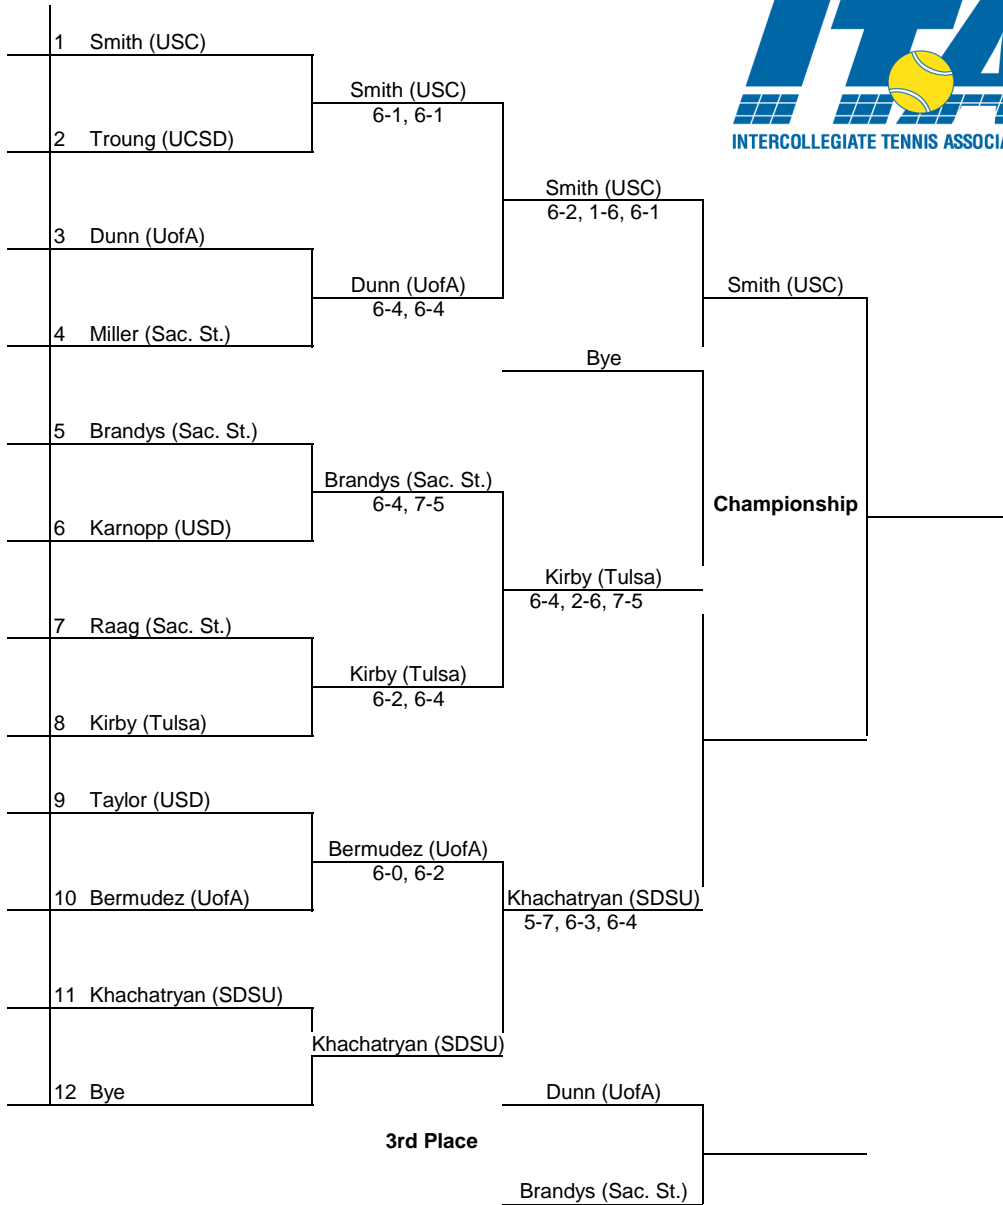 ITA
INTERCOLLEGIATE TENNIS ASSOCIA
1 Smith (USC)
Smith (USC)
6-1, 6-1
2 Troung (UCSD)
Smith (USC)
6-2, 1-6, 6-1
3 Dunn (UofA)
Dunn (UofA)
6-4, 6-4
Smith (USC)
4 Miller (Sac. St.)
Bye
5 Brandys (Sac. St.)
Brandys (Sac. St.)
6-4, 7-5
Championship
6 Karnopp (USD)
Kirby (Tulsa)
6-4, 2-6, 7-5
7 Raag (Sac. St.)
Kirby (Tulsa)
6-2, 6-4
8 Kirby (Tulsa)
9 Taylor (USD)
Bermudez (UofA)
6-0, 6-2
10 Bermudez (UofA)
Khachatryan (SDSU)
5-7, 6-3, 6-4
11 Khachatryan (SDSU)
Khachatryan (SDSU)
12 Bye
Dunn (UofA)
3rd Place
Brandys (Sac. St.)